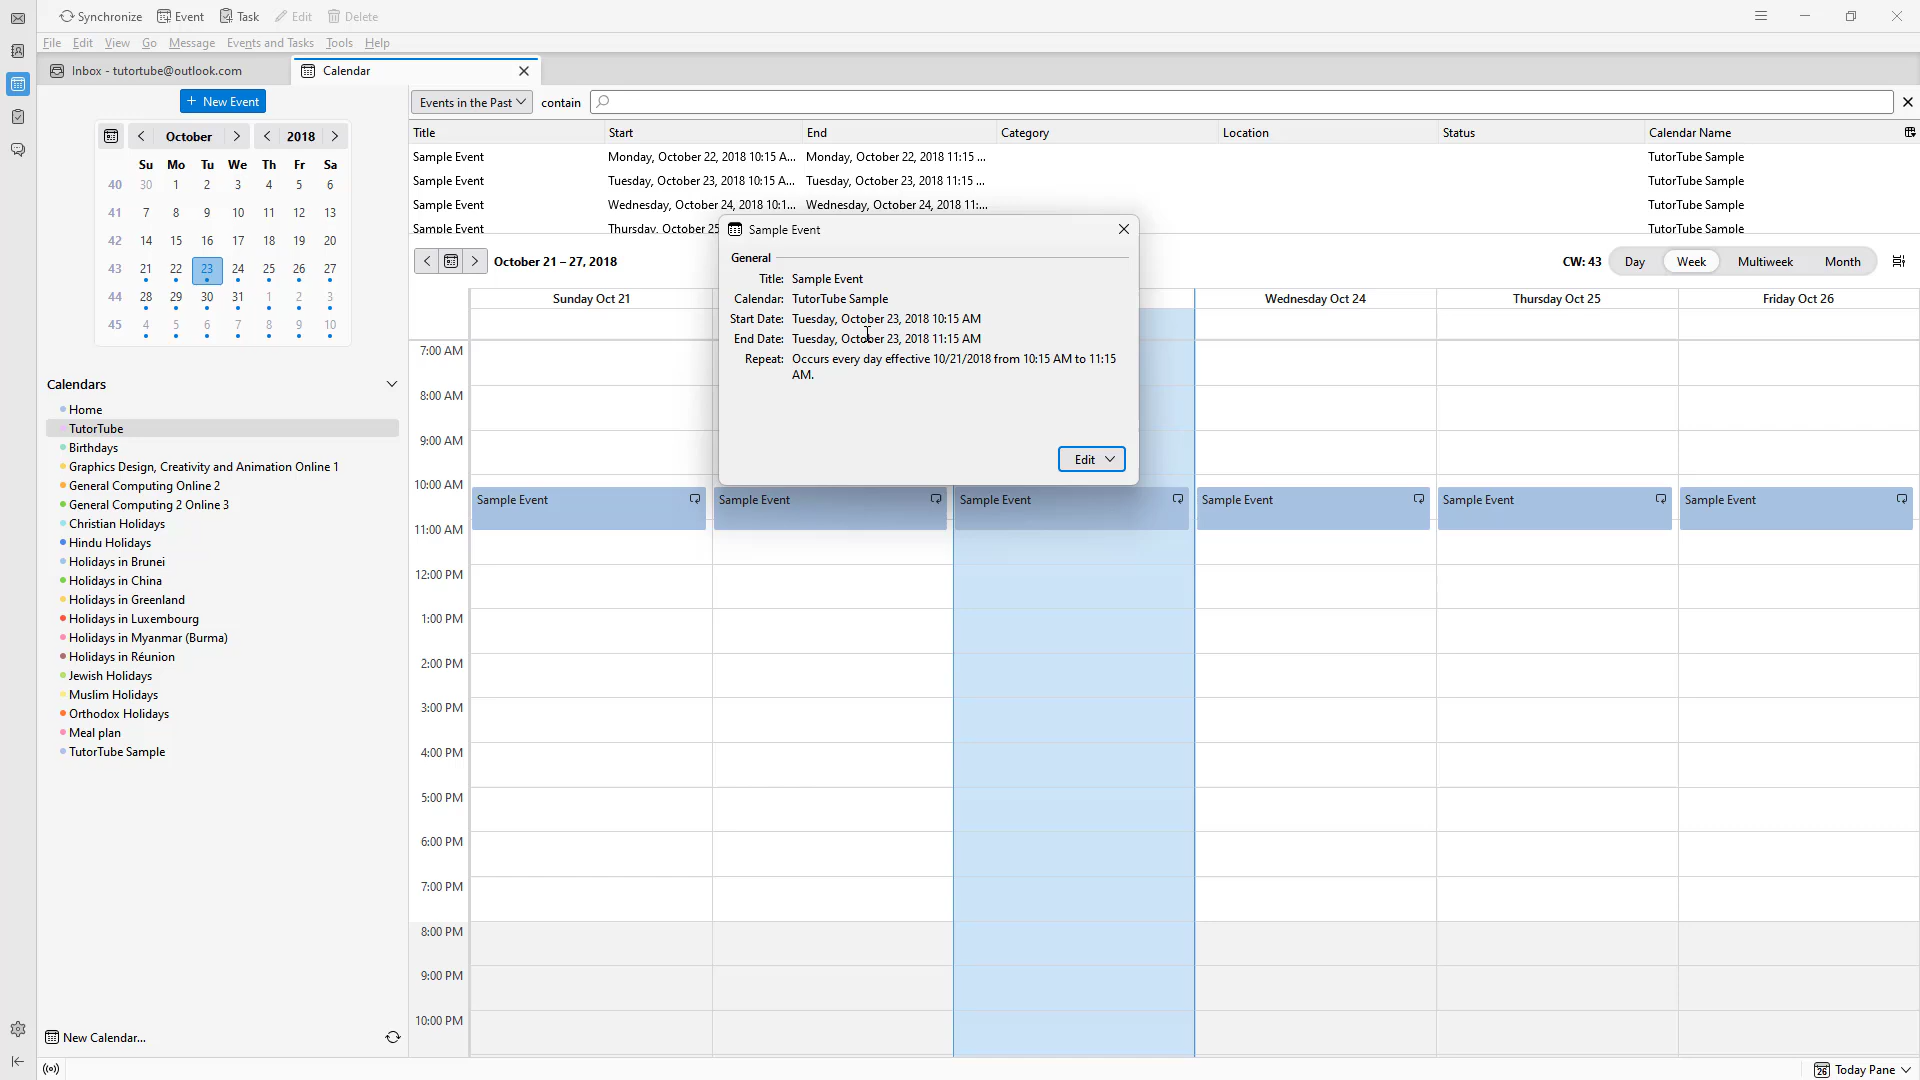 Synchronize Event Task Edit Delete
File Edit View Go Message Events and Tasks Tools Help
Inbox - tutortube@outlook.com Calendar
+ New Event
Events in the Past contain
October 2018
Su Mo Tu We Th Fr Sa
40 30 1 2 3 4 5 6
41 7 8 9 10 11 12 13
42 14 15 16 17 18 19 20
43 21 22 23 24 25 26 27
44 28 29 30 31 1 2 3
45 4 5 6 7 8 9 10
Calendars
Home
TutorTube
Birthdays
Graphics Design, Creativity and Animation Online 1
General Computing Online 2
General Computing 2 Online 3
Christian Holidays
Hindu Holidays
Holidays in Brunei
Holidays in China
Holidays in Greenland
Holidays in Luxembourg
Holidays in Myanmar (Burma)
Holidays in Réunion
Jewish Holidays
Muslim Holidays
Orthodox Holidays
Meal plan
TutorTube Sample
New Calendar...
Title Start End Category Location Status Calendar Name
Sample Event Monday, October 22, 2018 10:15 A... Monday, October 22, 2018 11:15 ... TutorTube Sample
Sample Event Tuesday, October 23, 2018 10:15 A... Tuesday, October 23, 2018 11:15 ... TutorTube Sample
Sample Event Wednesday, October 24, 2018 10:1... Wednesday, October 24, 2018 11:... TutorTube Sample
Sample Event Thursday, October 25 TutorTube Sample
October 21 – 27, 2018 CW: 43 Day Week Multiweek Month
Sunday Oct 21 Wednesday Oct 24 Thursday Oct 25 Friday Oct 26
Sample Event
General
Title: Sample Event
Calendar: TutorTube Sample
Start Date: Tuesday, October 23, 2018 10:15 AM
End Date: Tuesday, October 23, 2018 11:15 AM
Repeat: Occurs every day effective 10/21/2018 from 10:15 AM to 11:15
AM.
Edit
7:00 AM
8:00 AM
9:00 AM
10:00 AM
Sample Event Sample Event Sample Event Sample Event Sample Event Sample Event
11:00 AM
12:00 PM
1:00 PM
2:00 PM
3:00 PM
4:00 PM
5:00 PM
6:00 PM
7:00 PM
8:00 PM
9:00 PM
10:00 PM
26 Today Pane